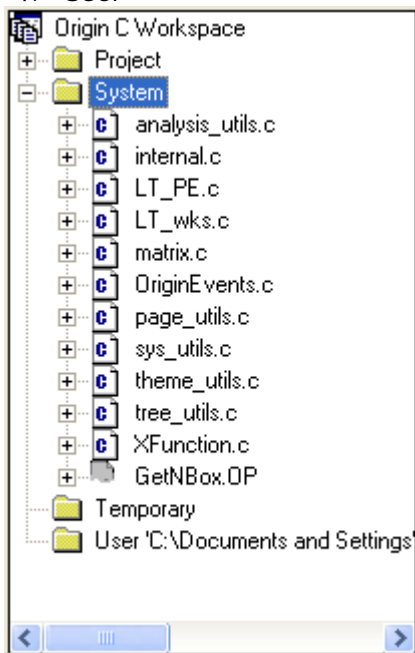 Origin C Workspace
Project
System
analysis_utils.c
internal.c
LT_PE.c
LT_wks.c
matrix.c
OriginEvents.c
page_utils.c
sys_utils.c
theme_utils.c
tree_utils.c
XFunction.c
GetNBox.OP
Temporary
User 'C:\Documents and Settings'